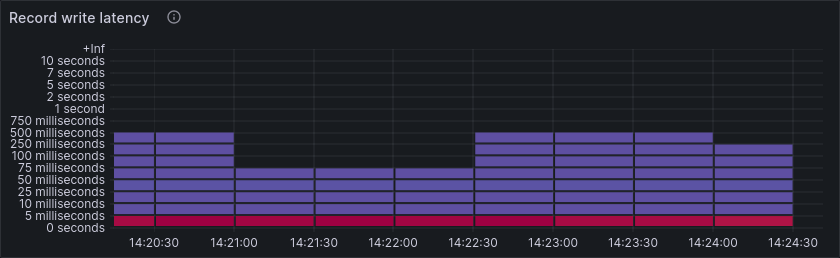 Record write latency
+Inf
10 seconds
7 seconds
5 seconds
2 seconds
1 second
750 milliseconds
500 milliseconds
250 milliseconds
100 milliseconds
75 milliseconds
50 milliseconds
25 milliseconds
10 milliseconds
5 milliseconds
0 seconds
14:20:30 14:21:00 14:21:30 14:22:00 14:22:30 14:23:00 14:23:30 14:24:00 14:24:30